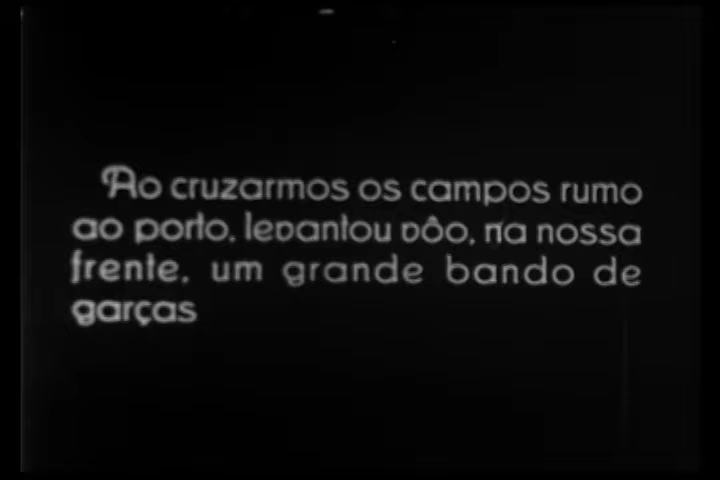 Ao cruzarmos os campos rumo
ao porto, levantou vôo, na nossa
frente, um grande bando de
garças